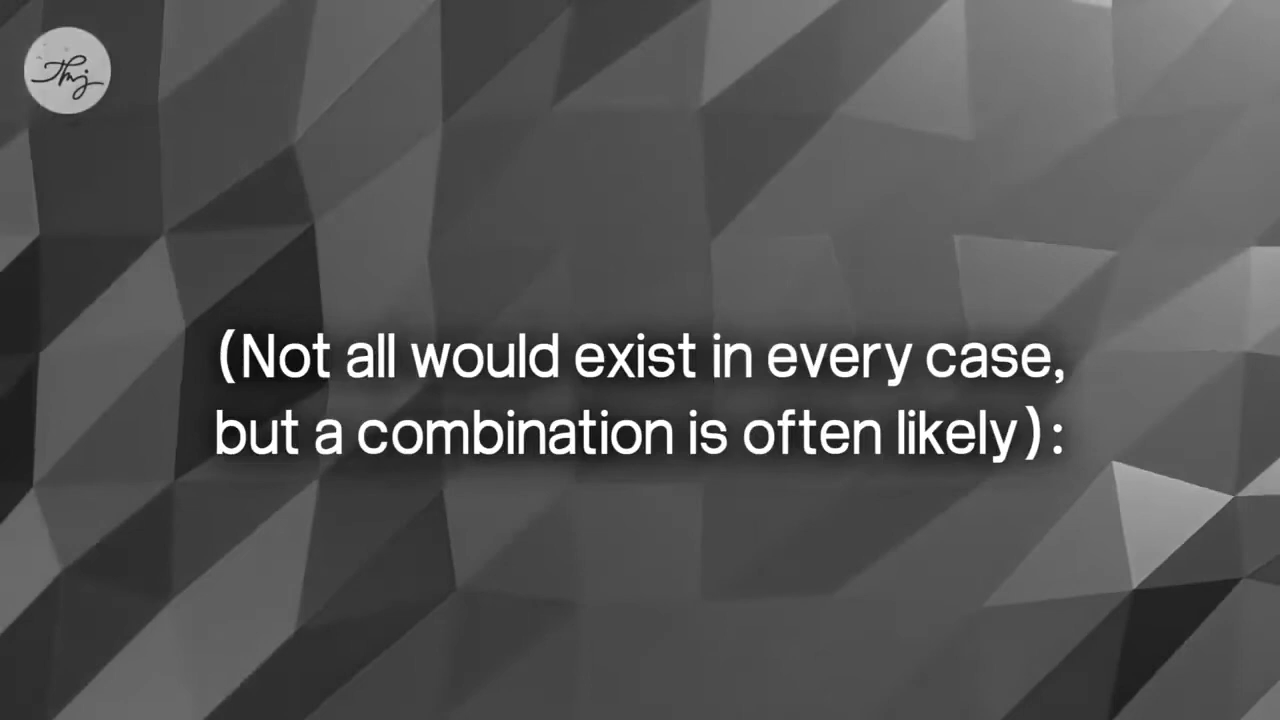 (Not all would exist in every case,
but a combination is often likely):